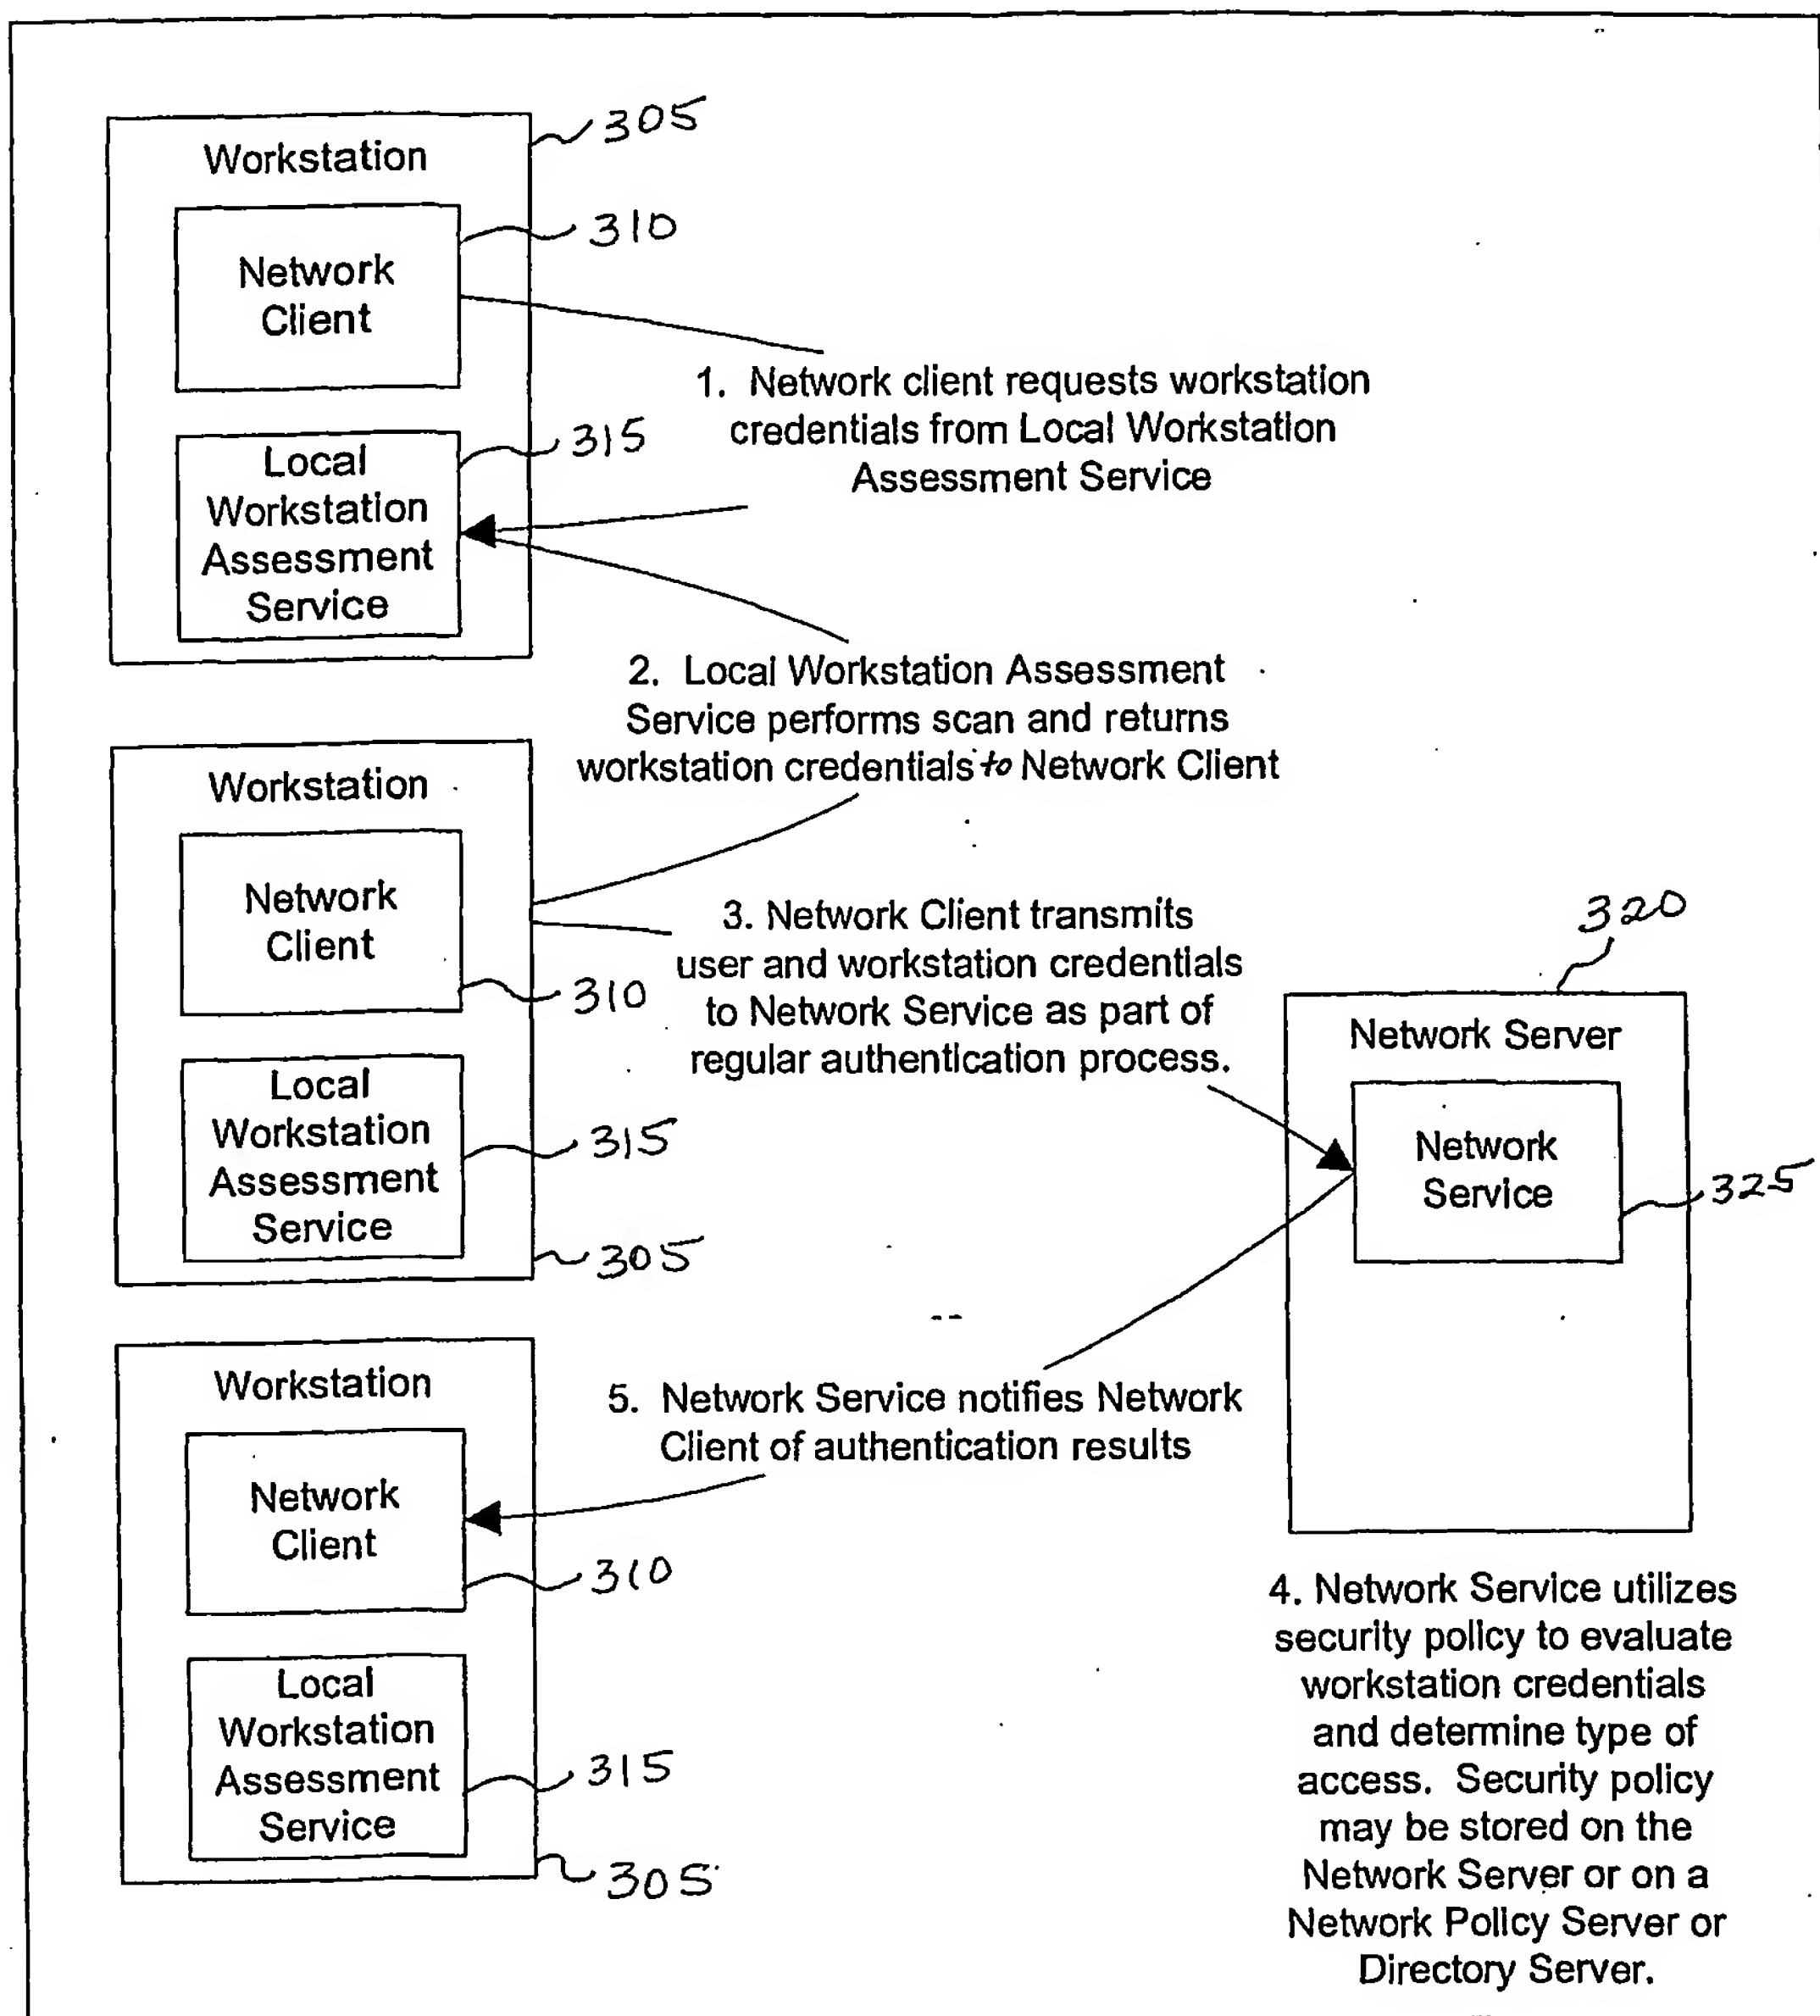 305
Workstation
310
Network
Client
1. Network client requests workstation
credentials from Local Workstation
Assessment Service
315
Local
Workstation
Assessment
Service
2. Local Workstation Assessment
Service performs scan and returns
workstation credentials to Network Client
Workstation
Network
Client
310
3. Network Client transmits
user and workstation credentials
to Network Service as part of
regular authentication process.
320
Network Server
Network
Service
325
Local
Workstation
Assessment
Service
315
305
Workstation
5. Network Service notifies Network
Client of authentication results
Network
Client
310
4. Network Service utilizes
security policy to evaluate
workstation credentials
and determine type of
access. Security policy
may be stored on the
Network Server or on a
Network Policy Server or
Directory Server.
Local
Workstation
Assessment
Service
315
305